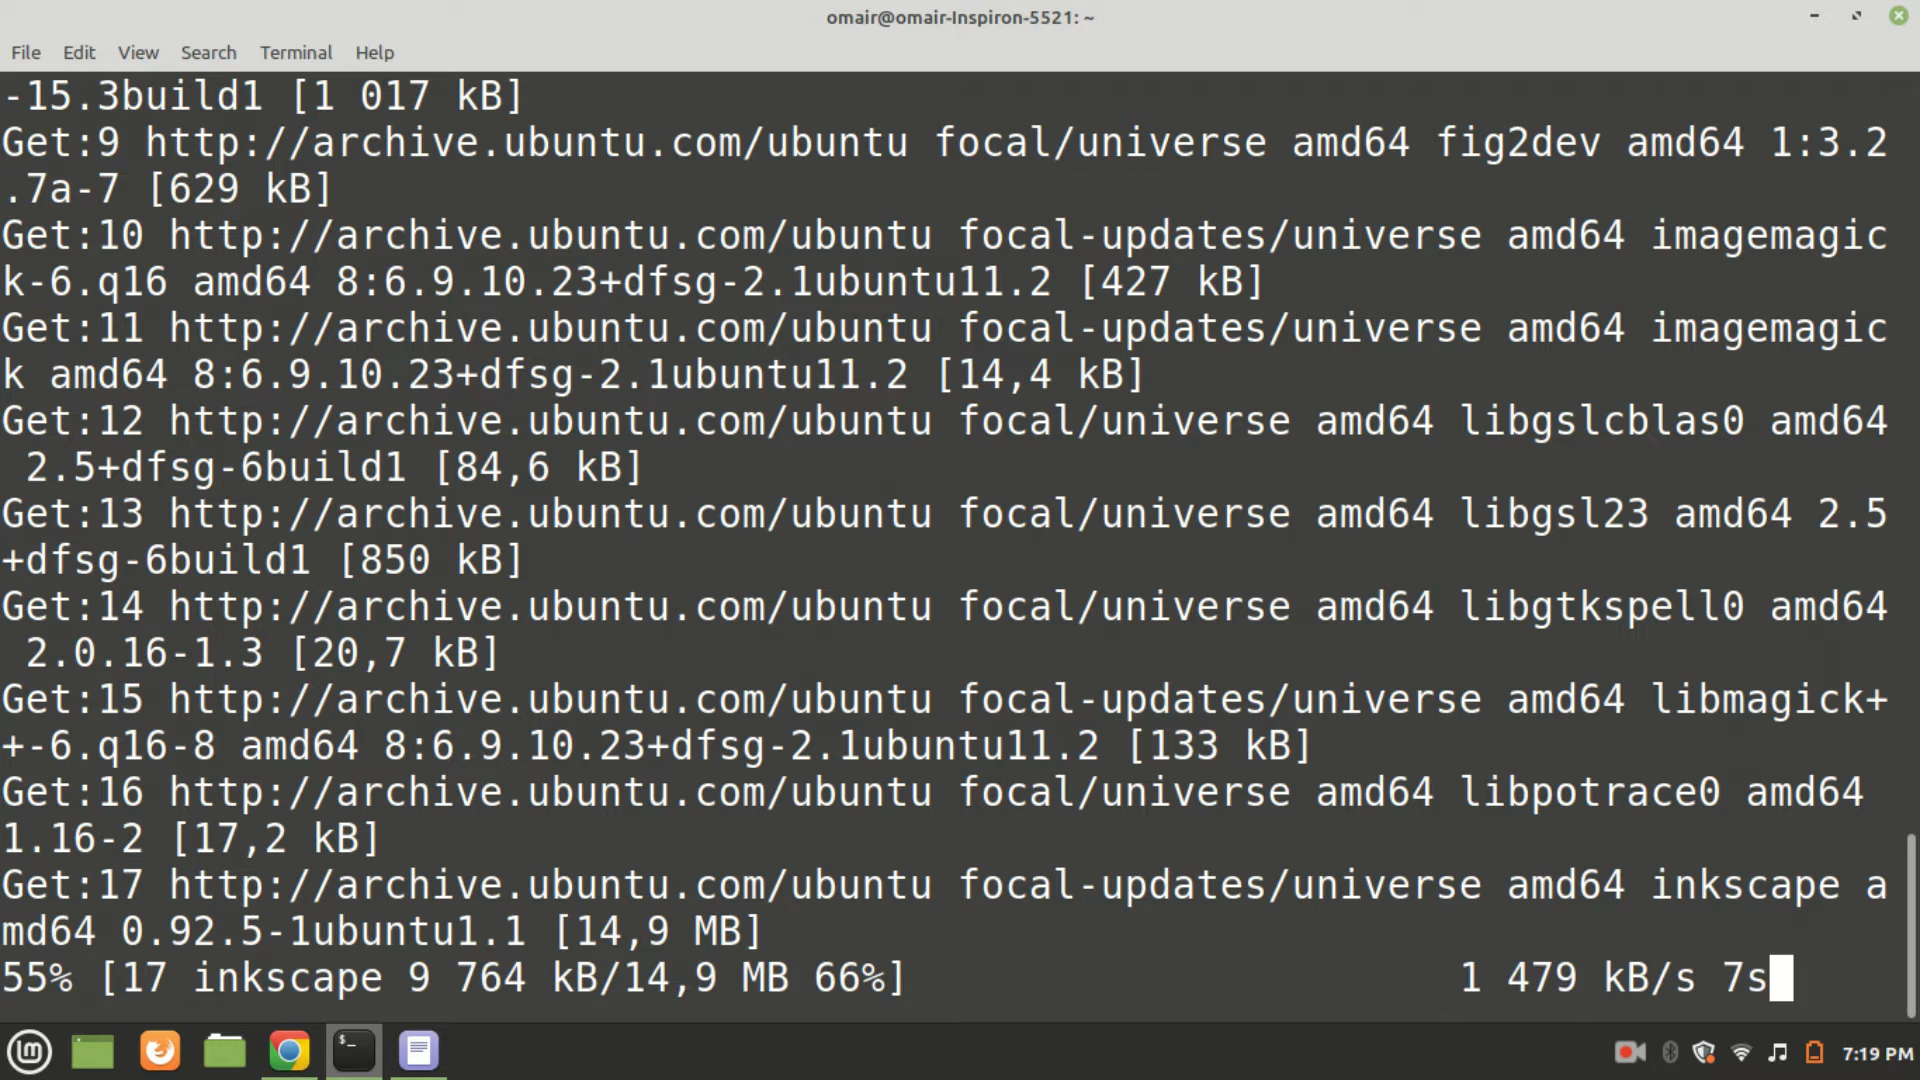 omair@omair-Inspiron-5521: ~
File Edit View Search Terminal Help
-15.3build1 [1 017 kB]
Get:9 http://archive.ubuntu.com/ubuntu focal/universe amd64 fig2dev amd64 1:3.2
.7a-7 [629 kB]
Get:10 http://archive.ubuntu.com/ubuntu focal-updates/universe amd64 imagemagic
k-6.q16 amd64 8:6.9.10.23+dfsg-2.1ubuntu11.2 [427 kB]
Get:11 http://archive.ubuntu.com/ubuntu focal-updates/universe amd64 imagemagic
k amd64 8:6.9.10.23+dfsg-2.1ubuntu11.2 [14,4 kB]
Get:12 http://archive.ubuntu.com/ubuntu focal/universe amd64 libgslcblas0 amd64
 2.5+dfsg-6build1 [84,6 kB]
Get:13 http://archive.ubuntu.com/ubuntu focal/universe amd64 libgsl23 amd64 2.5
+dfsg-6build1 [850 kB]
Get:14 http://archive.ubuntu.com/ubuntu focal/universe amd64 libgtkspell0 amd64
 2.0.16-1.3 [20,7 kB]
Get:15 http://archive.ubuntu.com/ubuntu focal-updates/universe amd64 libmagick+
+-6.q16-8 amd64 8:6.9.10.23+dfsg-2.1ubuntu11.2 [133 kB]
Get:16 http://archive.ubuntu.com/ubuntu focal/universe amd64 libpotrace0 amd64
1.16-2 [17,2 kB]
Get:17 http://archive.ubuntu.com/ubuntu focal-updates/universe amd64 inkscape a
md64 0.92.5-1ubuntu1.1 [14,9 MB]
55% [17 inkscape 9 764 kB/14,9 MB 66%] 1 479 kB/s 7s
7:19 PM